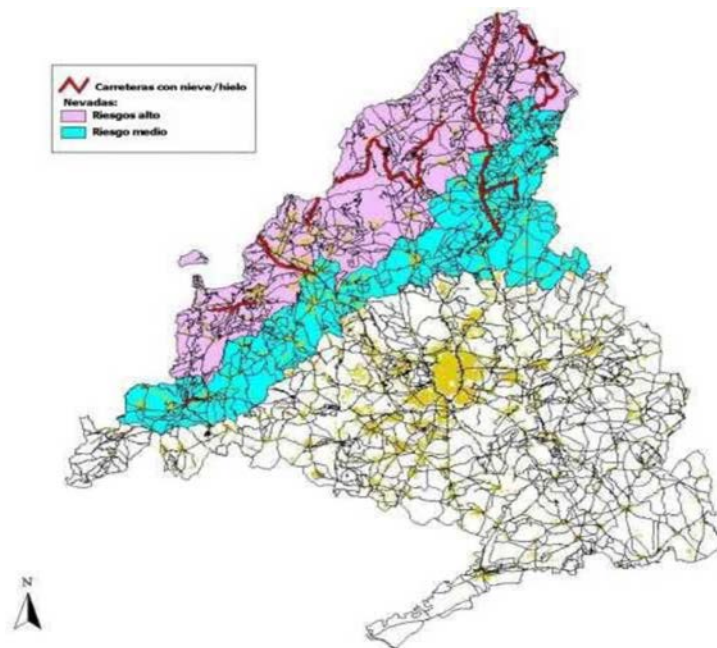 Carreteras con nieve/hielo
Nevadas:
Riesgos alto
Riesgo medio
N